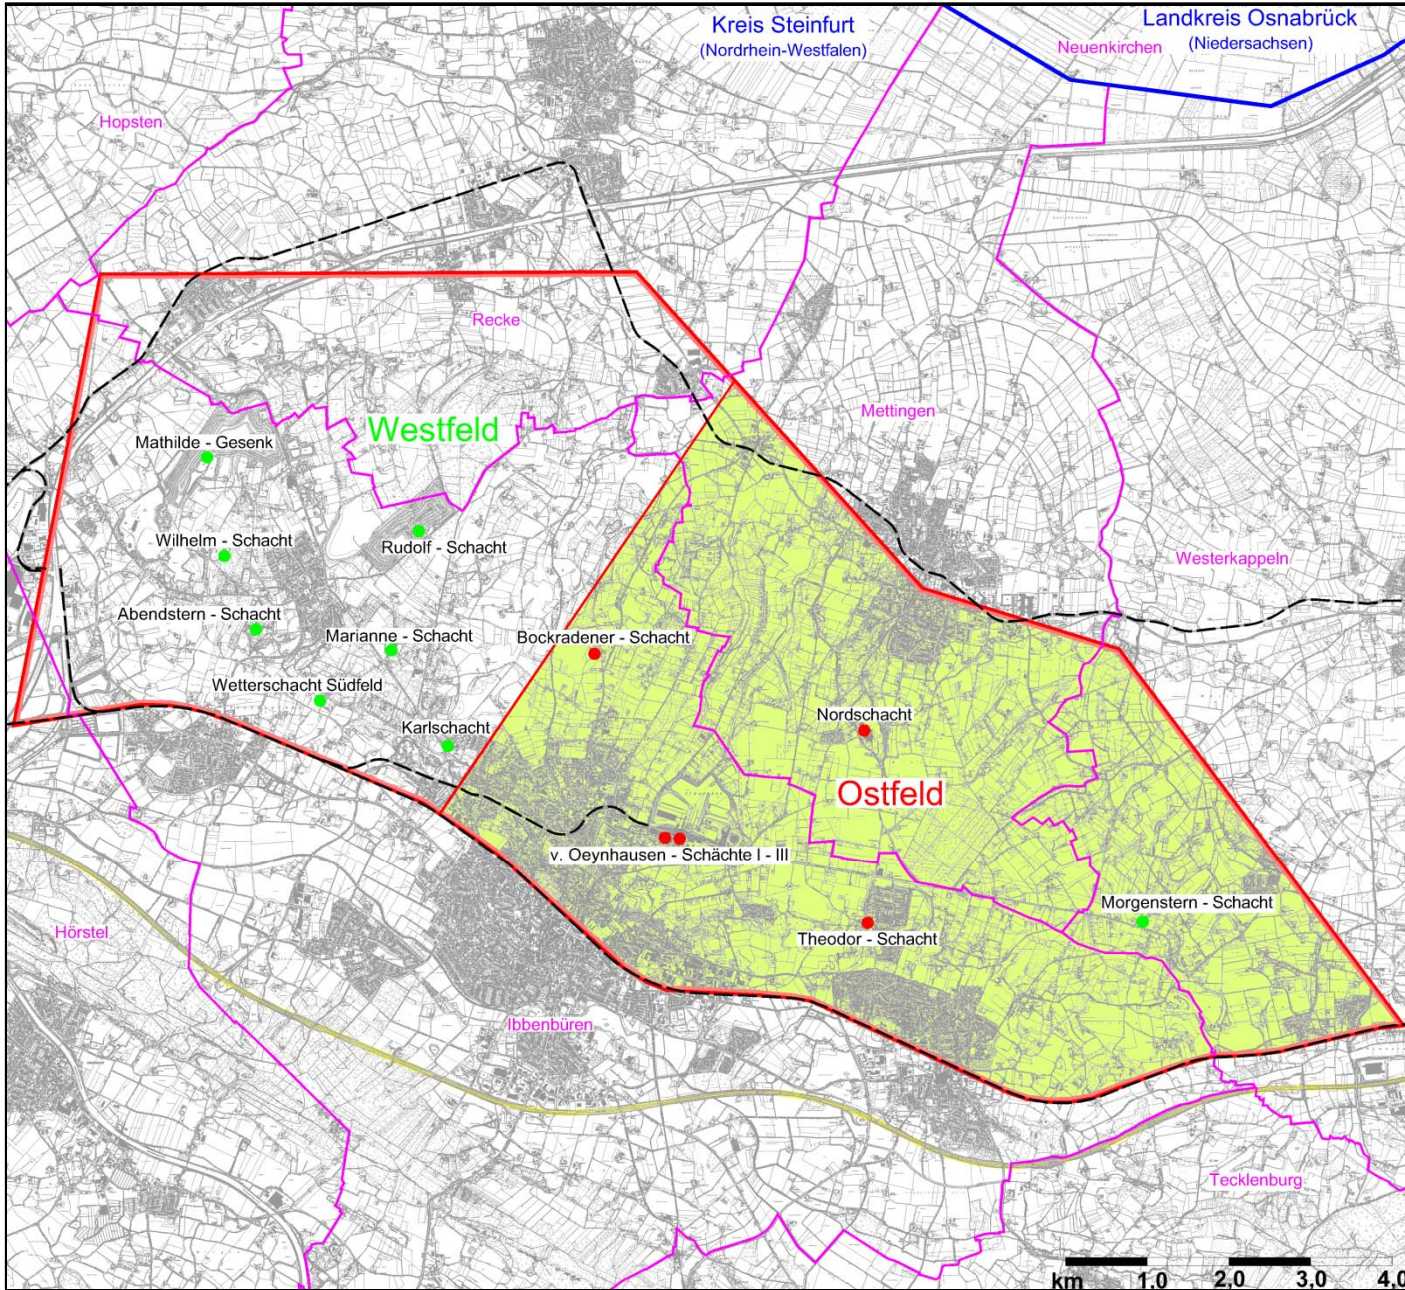 Kreis Steinfurt
(Nordrhein-Westfalen)
Landkreis Osnabrück
(Niedersachsen)
Neuenkirchen
Hopsten
Recke
Mettingen
Westfeld
Mathilde - Gesenk
Wilhelm - Schacht
Rudolf - Schacht
Westerkappeln
Abendstern - Schacht
Marianne - Schacht
Bockradener - Schacht
Wetterschacht Südfeld
Karlschacht
Nordschacht
Ostfeld
v. Oeynhausen - Schächte I - III
Morgenstern - Schacht
Theodor - Schacht
Hörstel
Ibbenbüren
Tecklenburg
km 1,0 2,0 3,0 4,0